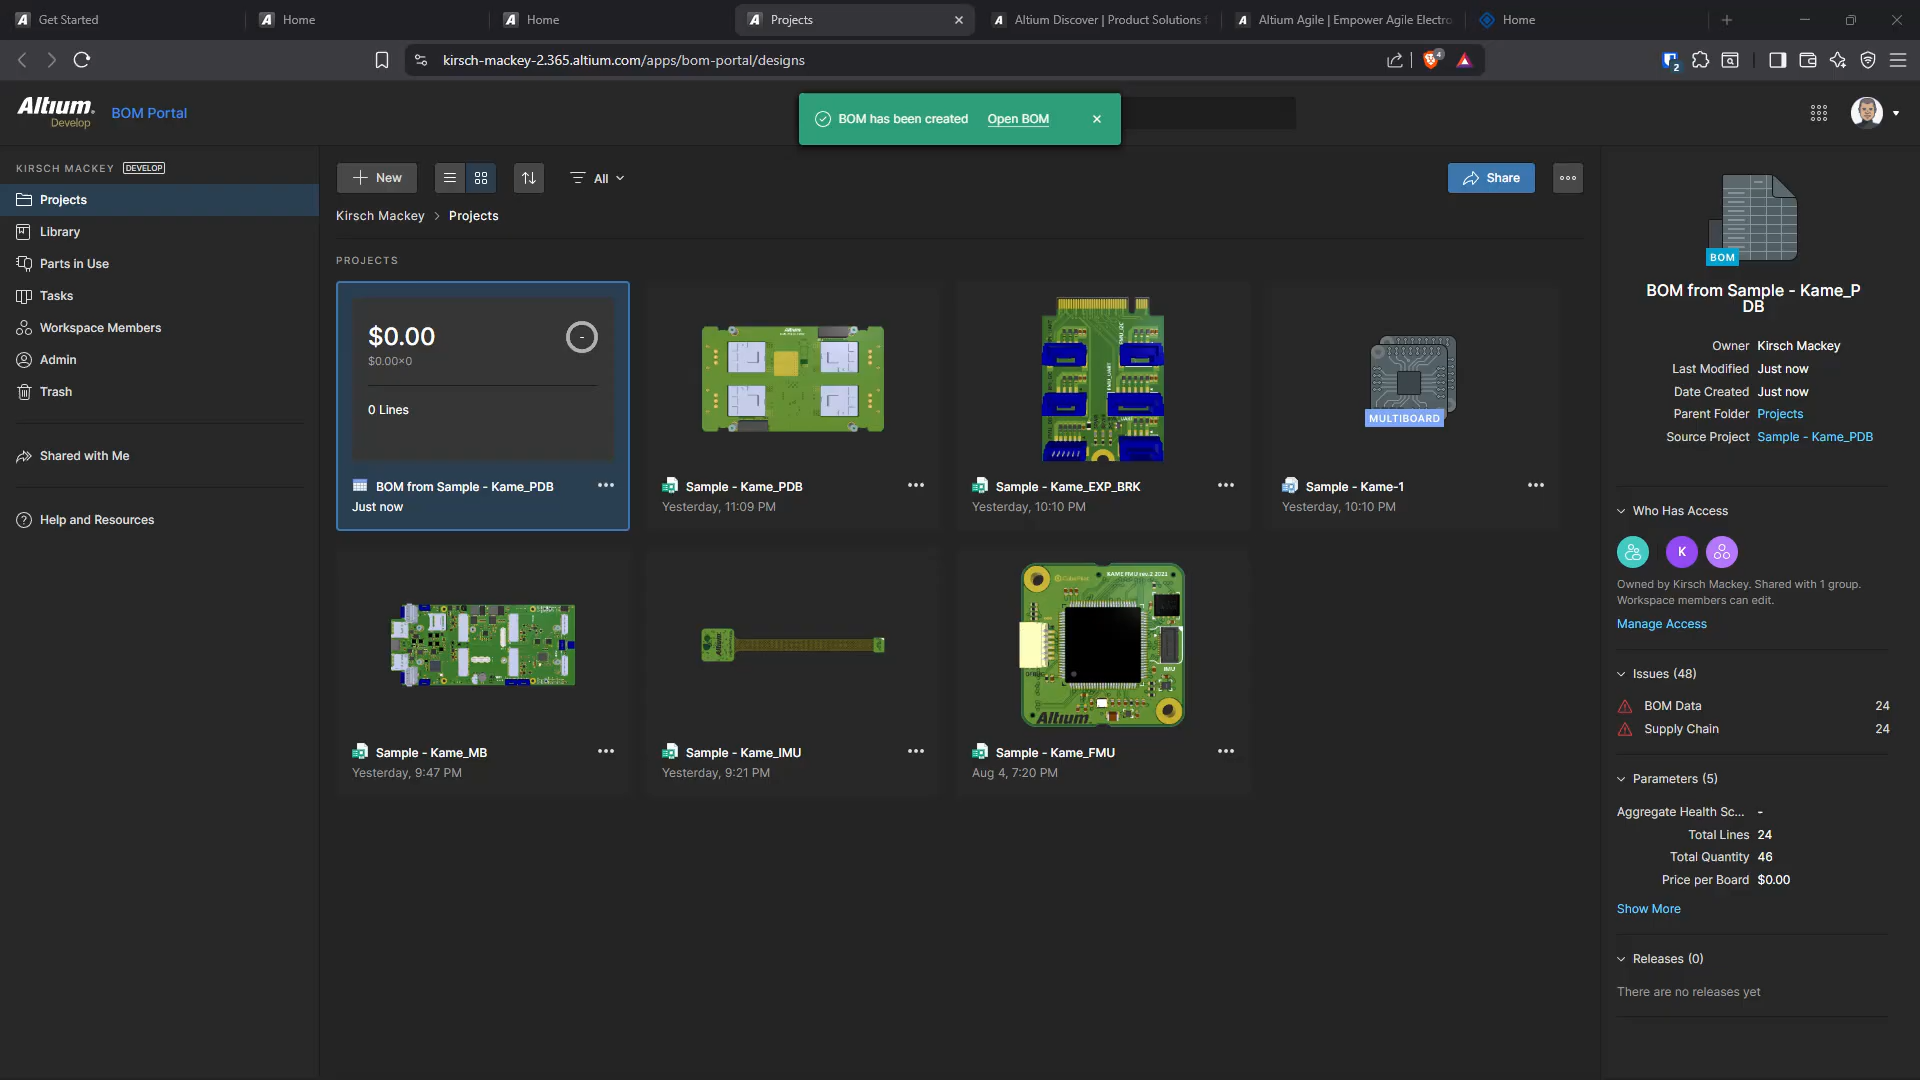 Get Started
Home
Home
Projects
Altium Discover | Product Solutions f
Altium Agile | Empower Agile Electro
Home
kirsch-mackey-2.365.altium.com/apps/bom-portal/designs
4
2
Altium
Develop
BOM Portal
BOM has been created
Open BOM
KIRSCH MACKEY DEVELOP
Projects
Library
Parts in Use
Tasks
Workspace Members
Admin
Trash
Shared with Me
Help and Resources
New
All
Share
Kirsch Mackey > Projects
PROJECTS
$0.00
$0.00×0
-
0 Lines
BOM from Sample - Kame_PDB
Just now
Sample - Kame_PDB
Yesterday, 11:09 PM
Sample - Kame_EXP_BRK
Yesterday, 10:10 PM
MULTIBOARD
Sample - Kame-1
Yesterday, 10:10 PM
Sample - Kame_MB
Yesterday, 9:47 PM
Sample - Kame_IMU
Yesterday, 9:21 PM
KAME FMU rev.2 2021
IMU
Altium
Sample - Kame_FMU
Aug 4, 7:20 PM
BOM
BOM from Sample - Kame_P
DB
Owner Kirsch Mackey
Last Modified Just now
Date Created Just now
Parent Folder Projects
Source Project Sample - Kame_PDB
Who Has Access
K
Owned by Kirsch Mackey. Shared with 1 group.
Workspace members can edit.
Manage Access
Issues (48)
BOM Data 24
Supply Chain 24
Parameters (5)
Aggregate Health Sc... -
Total Lines 24
Total Quantity 46
Price per Board $0.00
Show More
Releases (0)
There are no releases yet